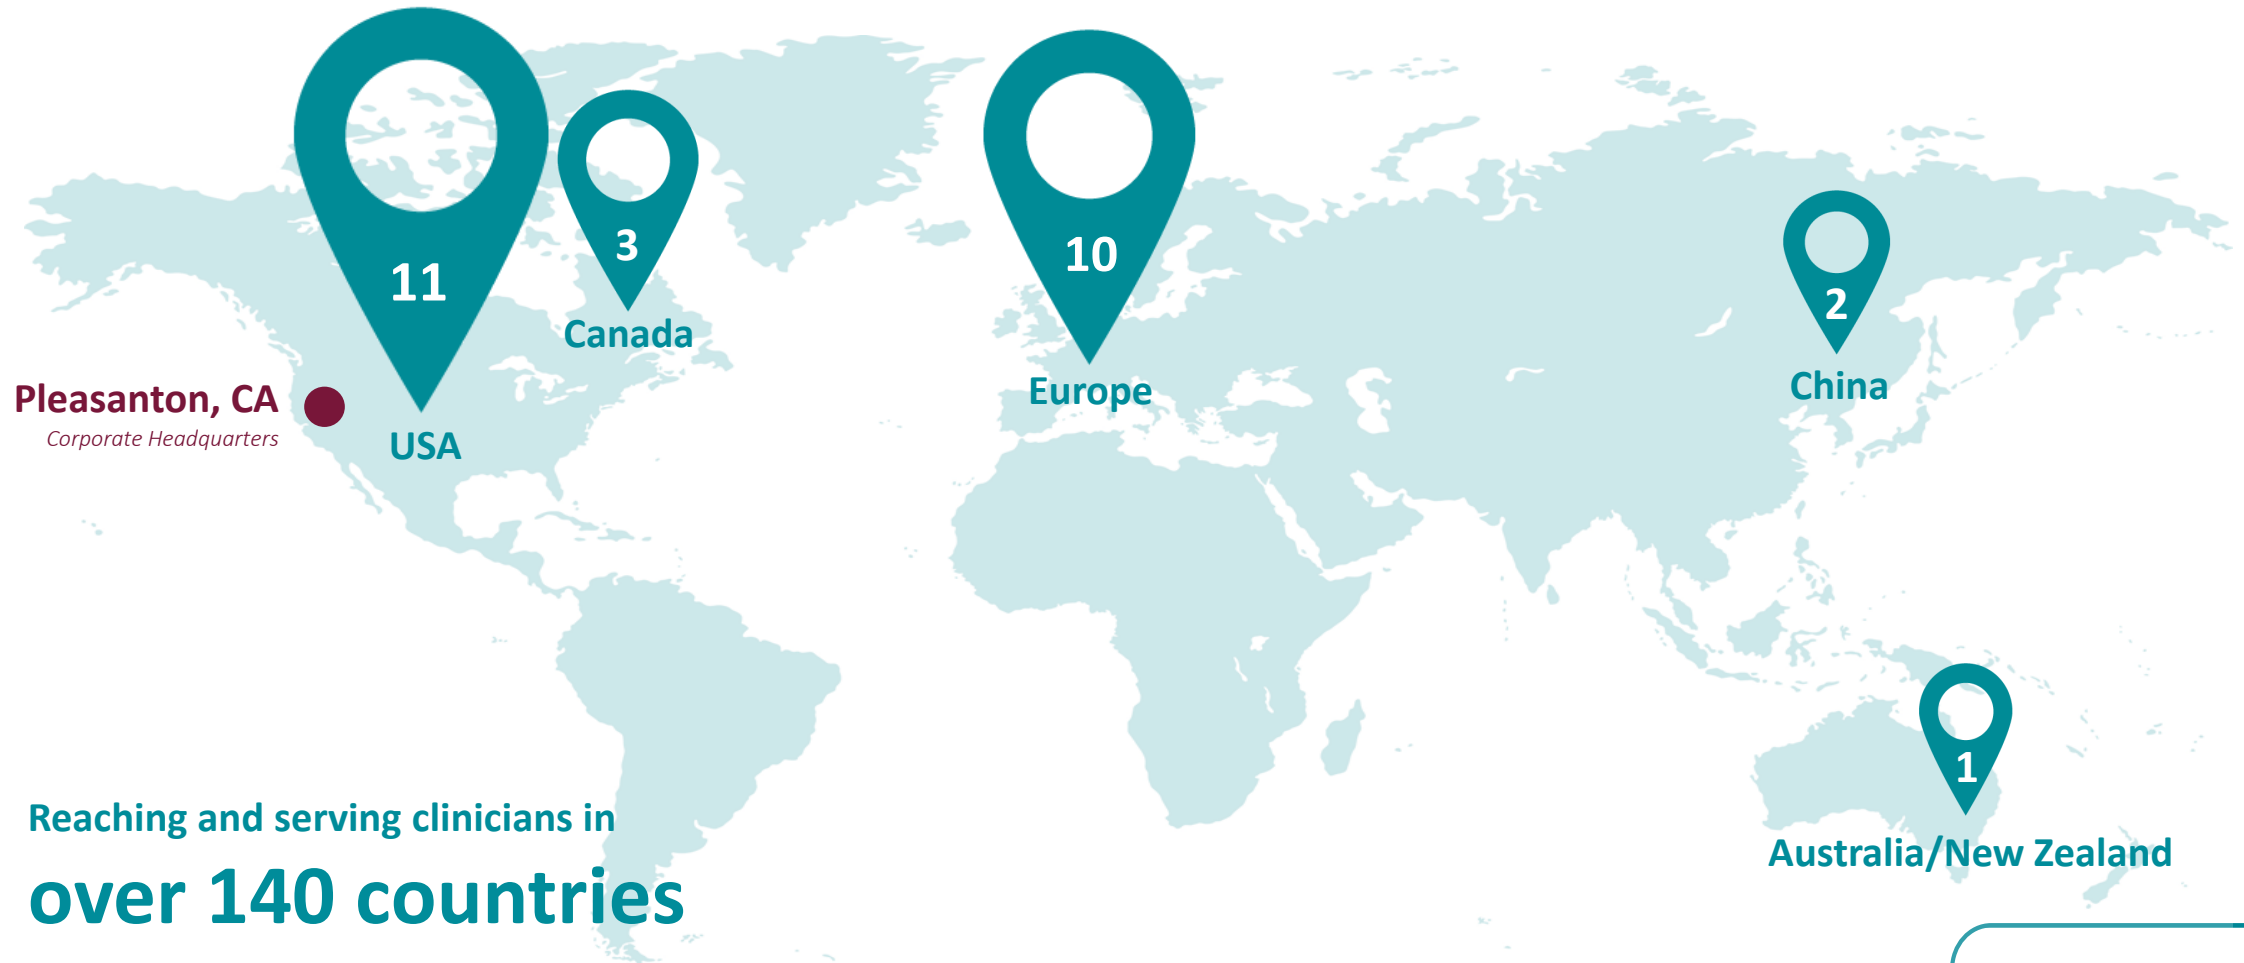 11
3
10
2
Canada
Europe
China
Pleasanton, CA
Corporate Headquarters
USA
1
Australia/New Zealand
Reaching and serving clinicians in
over 140 countries